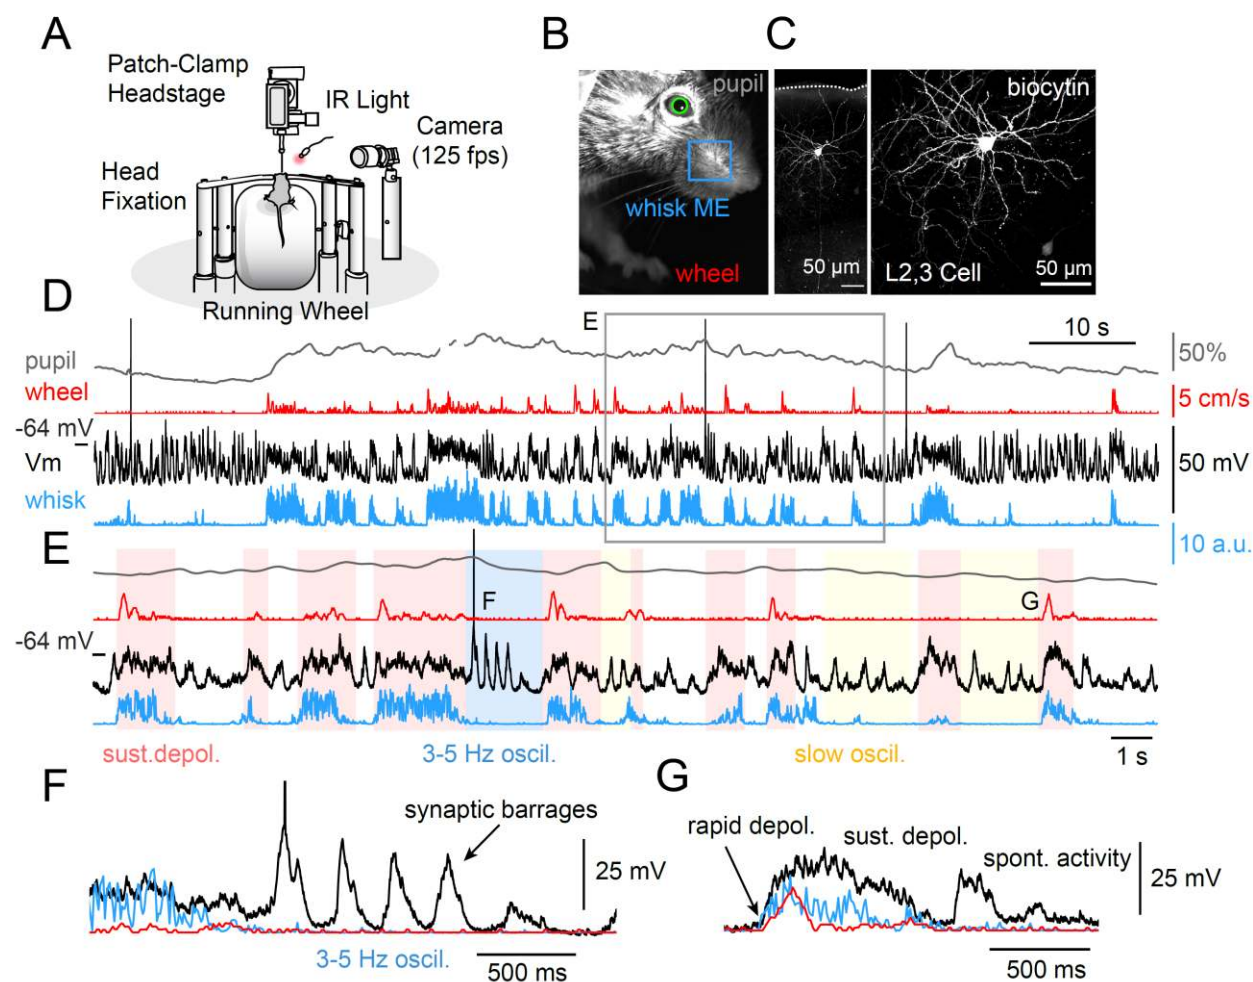 A
Patch-Clamp
Headstage
IR Light
Camera
(125 fps)
Head
Fixation
Running Wheel
B
pupil
whisk ME
wheel
C
50 µm
biocytin
L2,3 Cell
50 µm
D
E
10 s
pupil
50%
wheel
5 cm/s
-64 mV
Vm
50 mV
whisk
10 a.u.
E
F
G
-64 mV
sust.depol.
3-5 Hz oscil.
slow oscil.
1 s
F
synaptic barrages
25 mV
3-5 Hz oscil.
500 ms
G
rapid depol.
sust. depol.
spont. activity
25 mV
500 ms